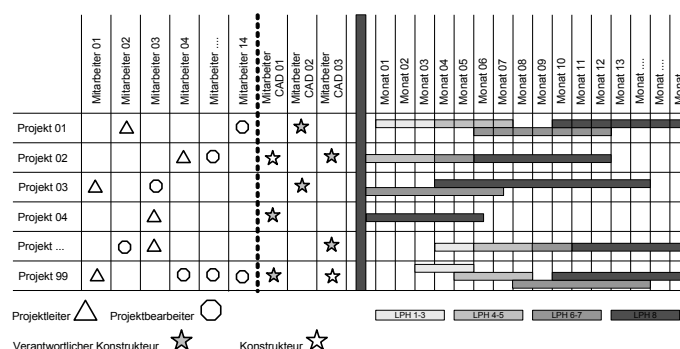 Mitarbeiter 01
Mitarbeiter 02
Mitarbeiter 03
Mitarbeiter 04
Mitarbeiter ....
Mitarbeiter 14
Mitarbeiter
CAD 01
Mitarbeiter
CAD 02
Mitarbeiter
CAD 03
Monat 01
Monat 02
Monat 03
Monat 04
Monat 05
Monat 06
Monat 07
Monat 08
Monat 09
Monat 10
Monat 11
Monat 12
Monat 13
Monat ....
Monat ....
Monat
Mon
Projekt 01
Projekt 02
Projekt 03
Projekt 04
Projekt ...
Projekt 99
Projektleiter Projektbearbeiter LPH 1-3 LPH 4-5 LPH 6-7 LPH 8
Verantwortlicher Konstrukteur Konstrukteur